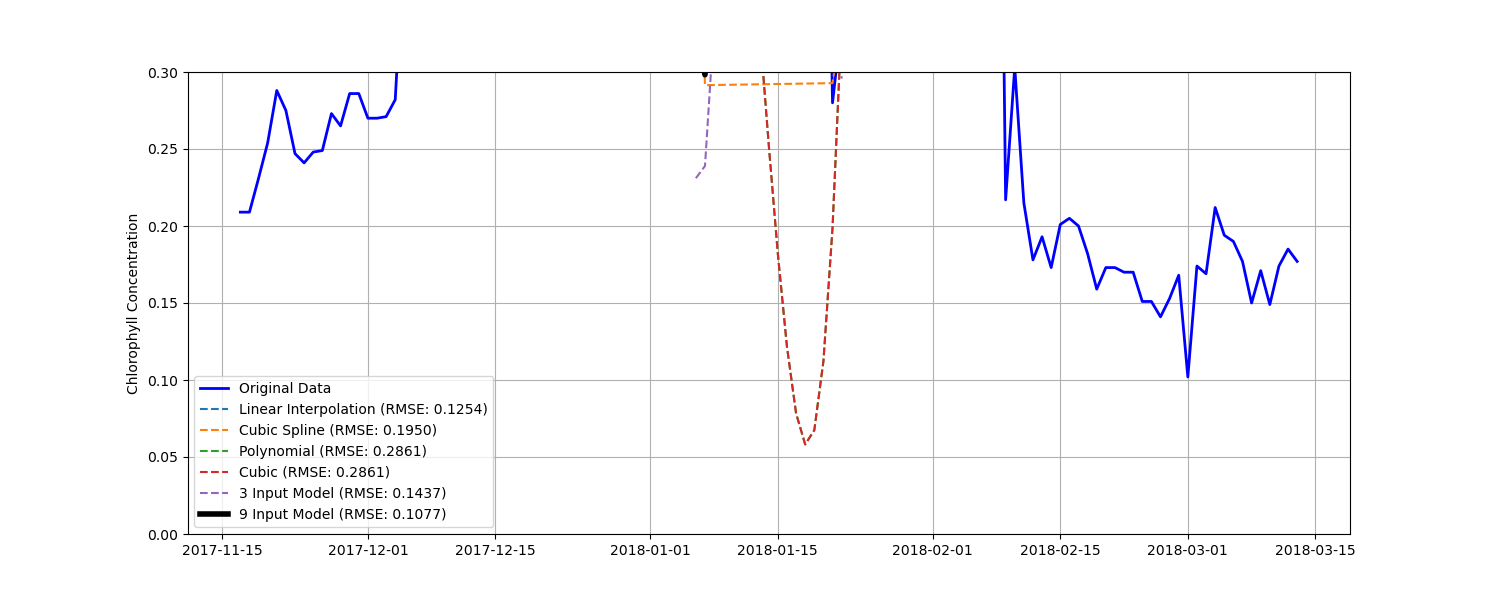 0.30
0.25
0.20
0.15
0.10
0.05
0.00
Chlorophyll Concentration
Original Data
Linear Interpolation (RMSE: 0.1254)
Cubic Spline (RMSE: 0.1950)
Polynomial (RMSE: 0.2861)
Cubic (RMSE: 0.2861)
3 Input Model (RMSE: 0.1437)
9 Input Model (RMSE: 0.1077)
2017-11-15 2017-12-01 2017-12-15 2018-01-01 2018-01-15 2018-02-01 2018-02-15 2018-03-01 2018-03-15